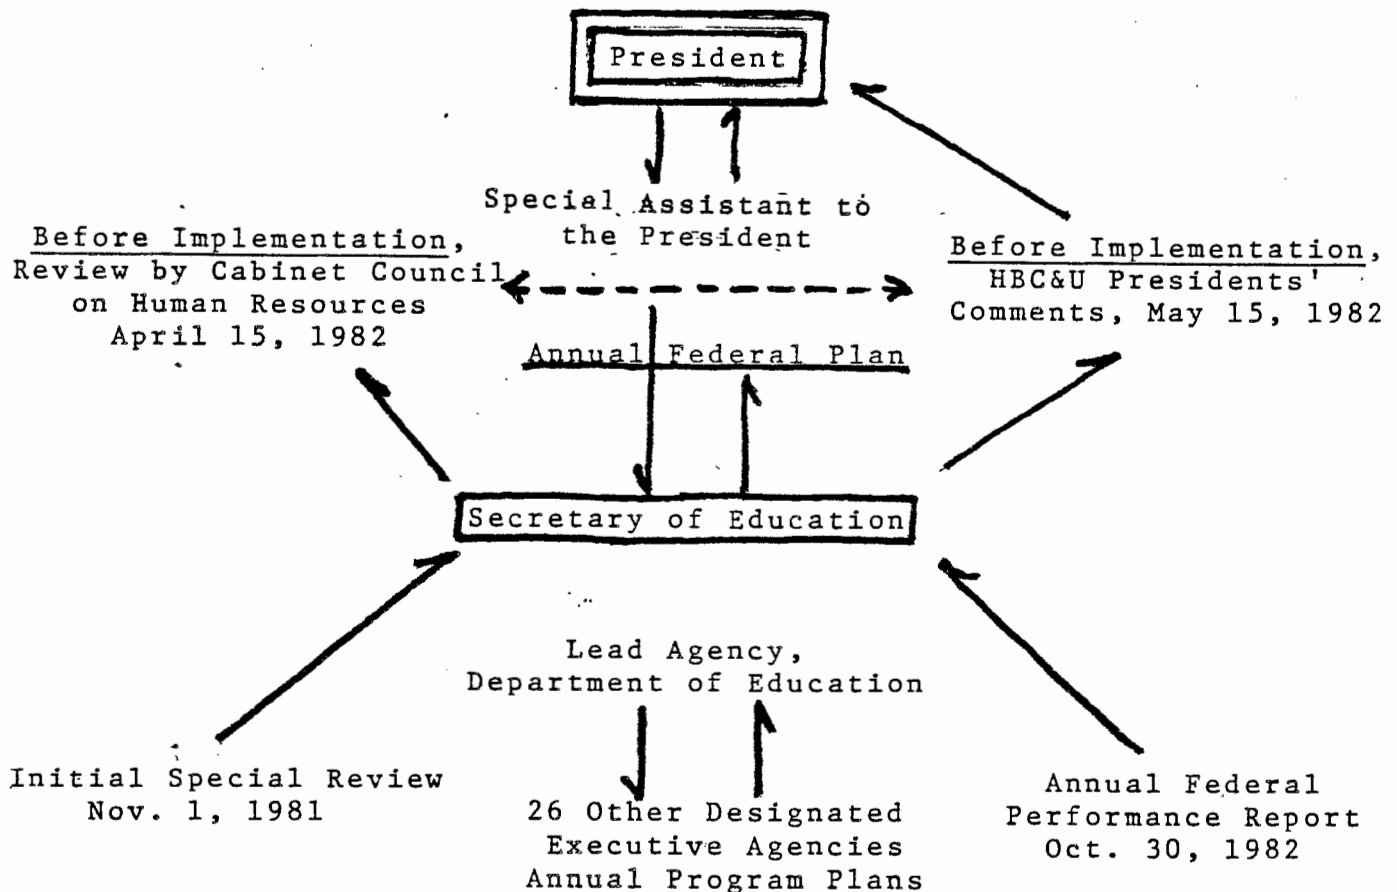 President
Special Assistant to
the President
Before Implementation,
Review by Cabinet Council
on Human Resources
April 15, 1982
Before Implementation,
HBC&U Presidents'
Comments, May 15, 1982
Annual Federal Plan
Secretary of Education
Lead Agency,
Department of Education
Initial Special Review
Nov. 1, 1981
26 Other Designated
Executive Agencies
Annual Program Plans
Annual Federal
Performance Report
Oct. 30, 1982